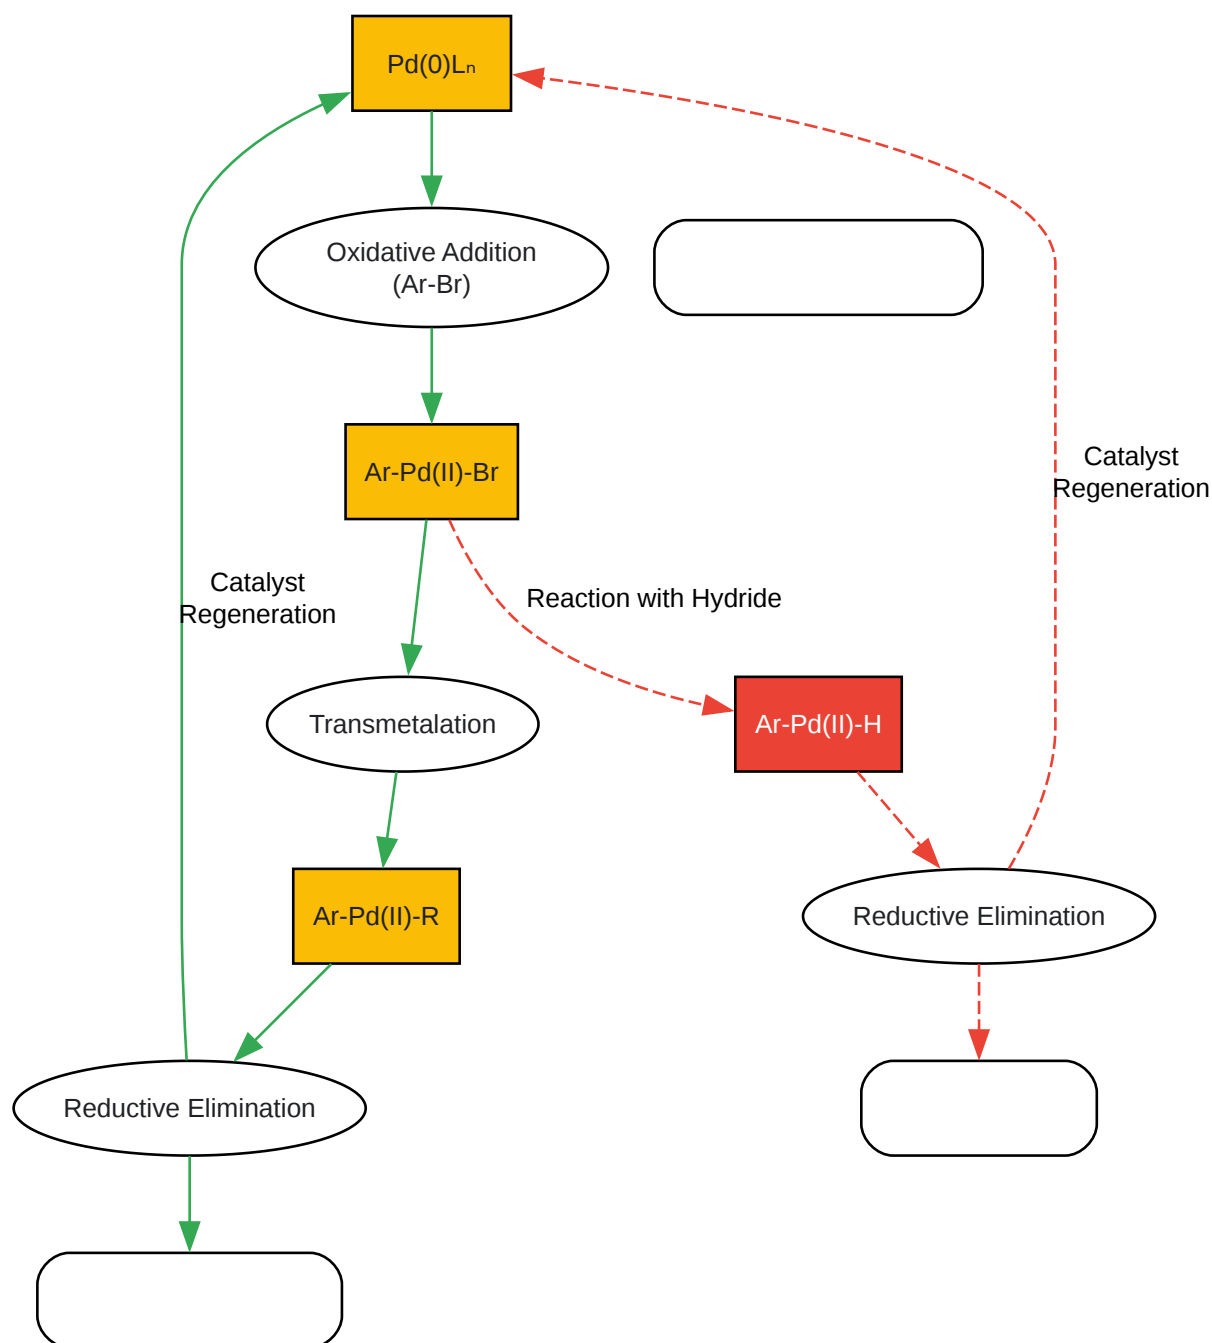 Pd(0)Lₙ
Oxidative Addition
(Ar-Br)
Ar-Pd(II)-Br
Catalyst
Regeneration
Catalyst
Regeneration
Reaction with Hydride
Transmetalation
Ar-Pd(II)-H
Ar-Pd(II)-R
Reductive Elimination
Reductive Elimination